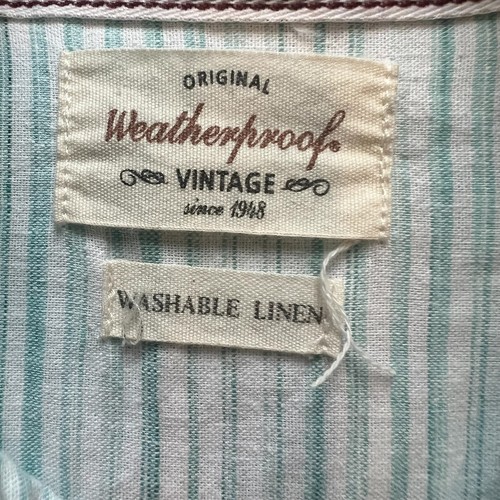 ORIGINAL
Weatherproof®
VINTAGE
since 1948
WASHABLE LINEN